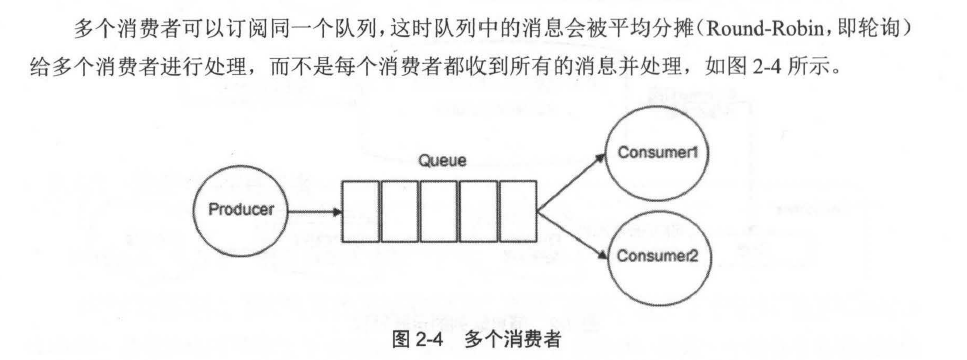 多个消费者可以订阅同一个队列，这时队列中的消息会被平均分摊（Round-Robin，即轮询）
给多个消费者进行处理，而不是每个消费者都收到所有的消息并处理，如图 2-4 所示。
Queue
Consumer1
Producer
Consumer2
图 2-4 多个消费者